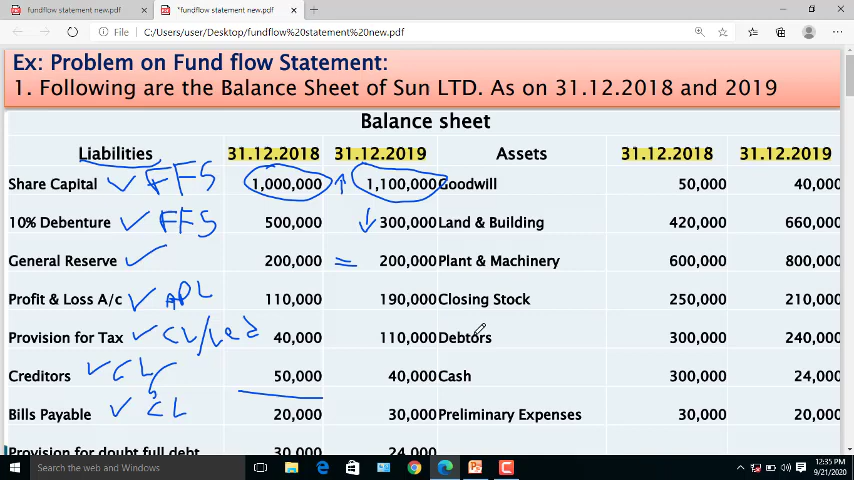 fundflow statement new.pdf
*fundflow statement new.pdf
File C:/Users/user/Desktop/fundflow%20statement%20new.pdf
Ex: Problem on Fund flow Statement:
1. Following are the Balance Sheet of Sun LTD. As on 31.12.2018 and 2019
Balance sheet
Liabilities 31.12.2018 31.12.2019 Assets 31.12.2018 31.12.2019
Share Capital ✓ FFS 1,000,000 ↑ 1,100,000 Goodwill 50,000 40,000
10% Debenture ✓ FFS 500,000 ↓ 300,000 Land & Building 420,000 660,000
General Reserve ✓ 200,000 = 200,000 Plant & Machinery 600,000 800,000
Profit & Loss A/c ✓ APL 110,000 190,000 Closing Stock 250,000 210,000
Provision for Tax ✓ CL/Led 40,000 110,000 Debtors 300,000 240,000
Creditors ✓ CL 50,000 40,000 Cash 300,000 24,000
Bills Payable ✓ CL 20,000 30,000 Preliminary Expenses 30,000 20,000
Provision for doubt full debt 30,000 24,000
Search the web and Windows
12:35 PM
9/21/2020